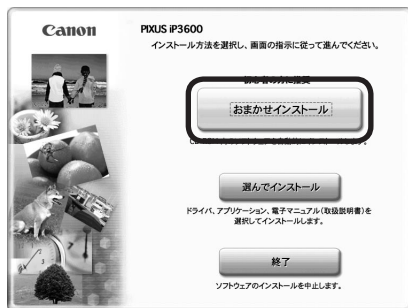 Canon
PIXUS iP3600
インストール方法を選択し、画面の指示に従って進んでください。
おまかせインストール
選んでインストール
ドライバ、アプリケーション、電子マニュアル(取扱説明書)を
選択してインストールします。
終了
ソフトウェアのインストールを中止します。